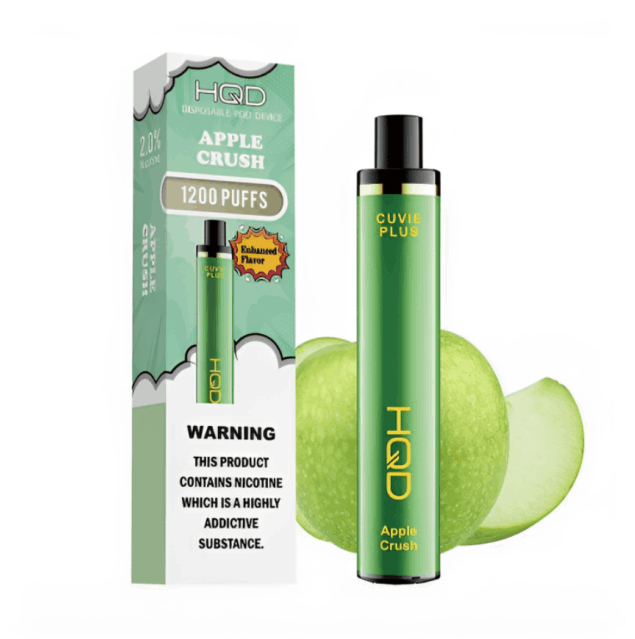 HQD
DISPOSABLE POD DEVICE
APPLE
CRUSH
1200 PUFFS
Enhanced
Flavor
CUVIE
PLUS
HQD
WARNING
THIS PRODUCT
CONTAINS NICOTINE
WHICH IS A HIGHLY
ADDICTIVE
SUBSTANCE.
2.0%
NICOTINE
APPLE
CRUSH
CUVIE
PLUS
HQD
Apple
Crush